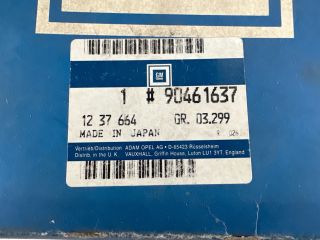 GM
1 # 90461637
12 37 664 GR. 03.299
MADE IN JAPAN R 026
Vertrieb/Distribution ADAM OPEL AG • D-65423 Rüsselsheim
Distrib. in the U.K. VAUXHALL, Griffin House, Luton LU1 3YT, England